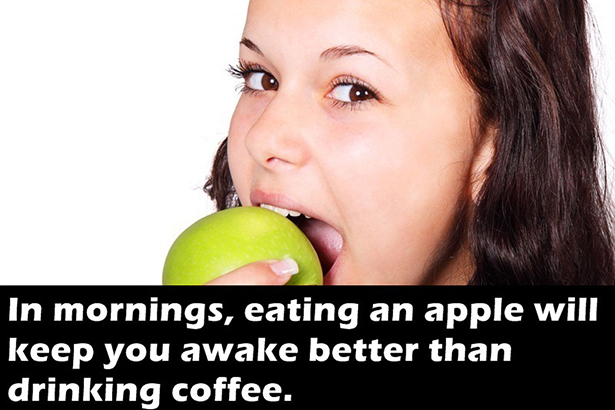 In mornings, eating an apple will
keep you awake better than
drinking coffee.